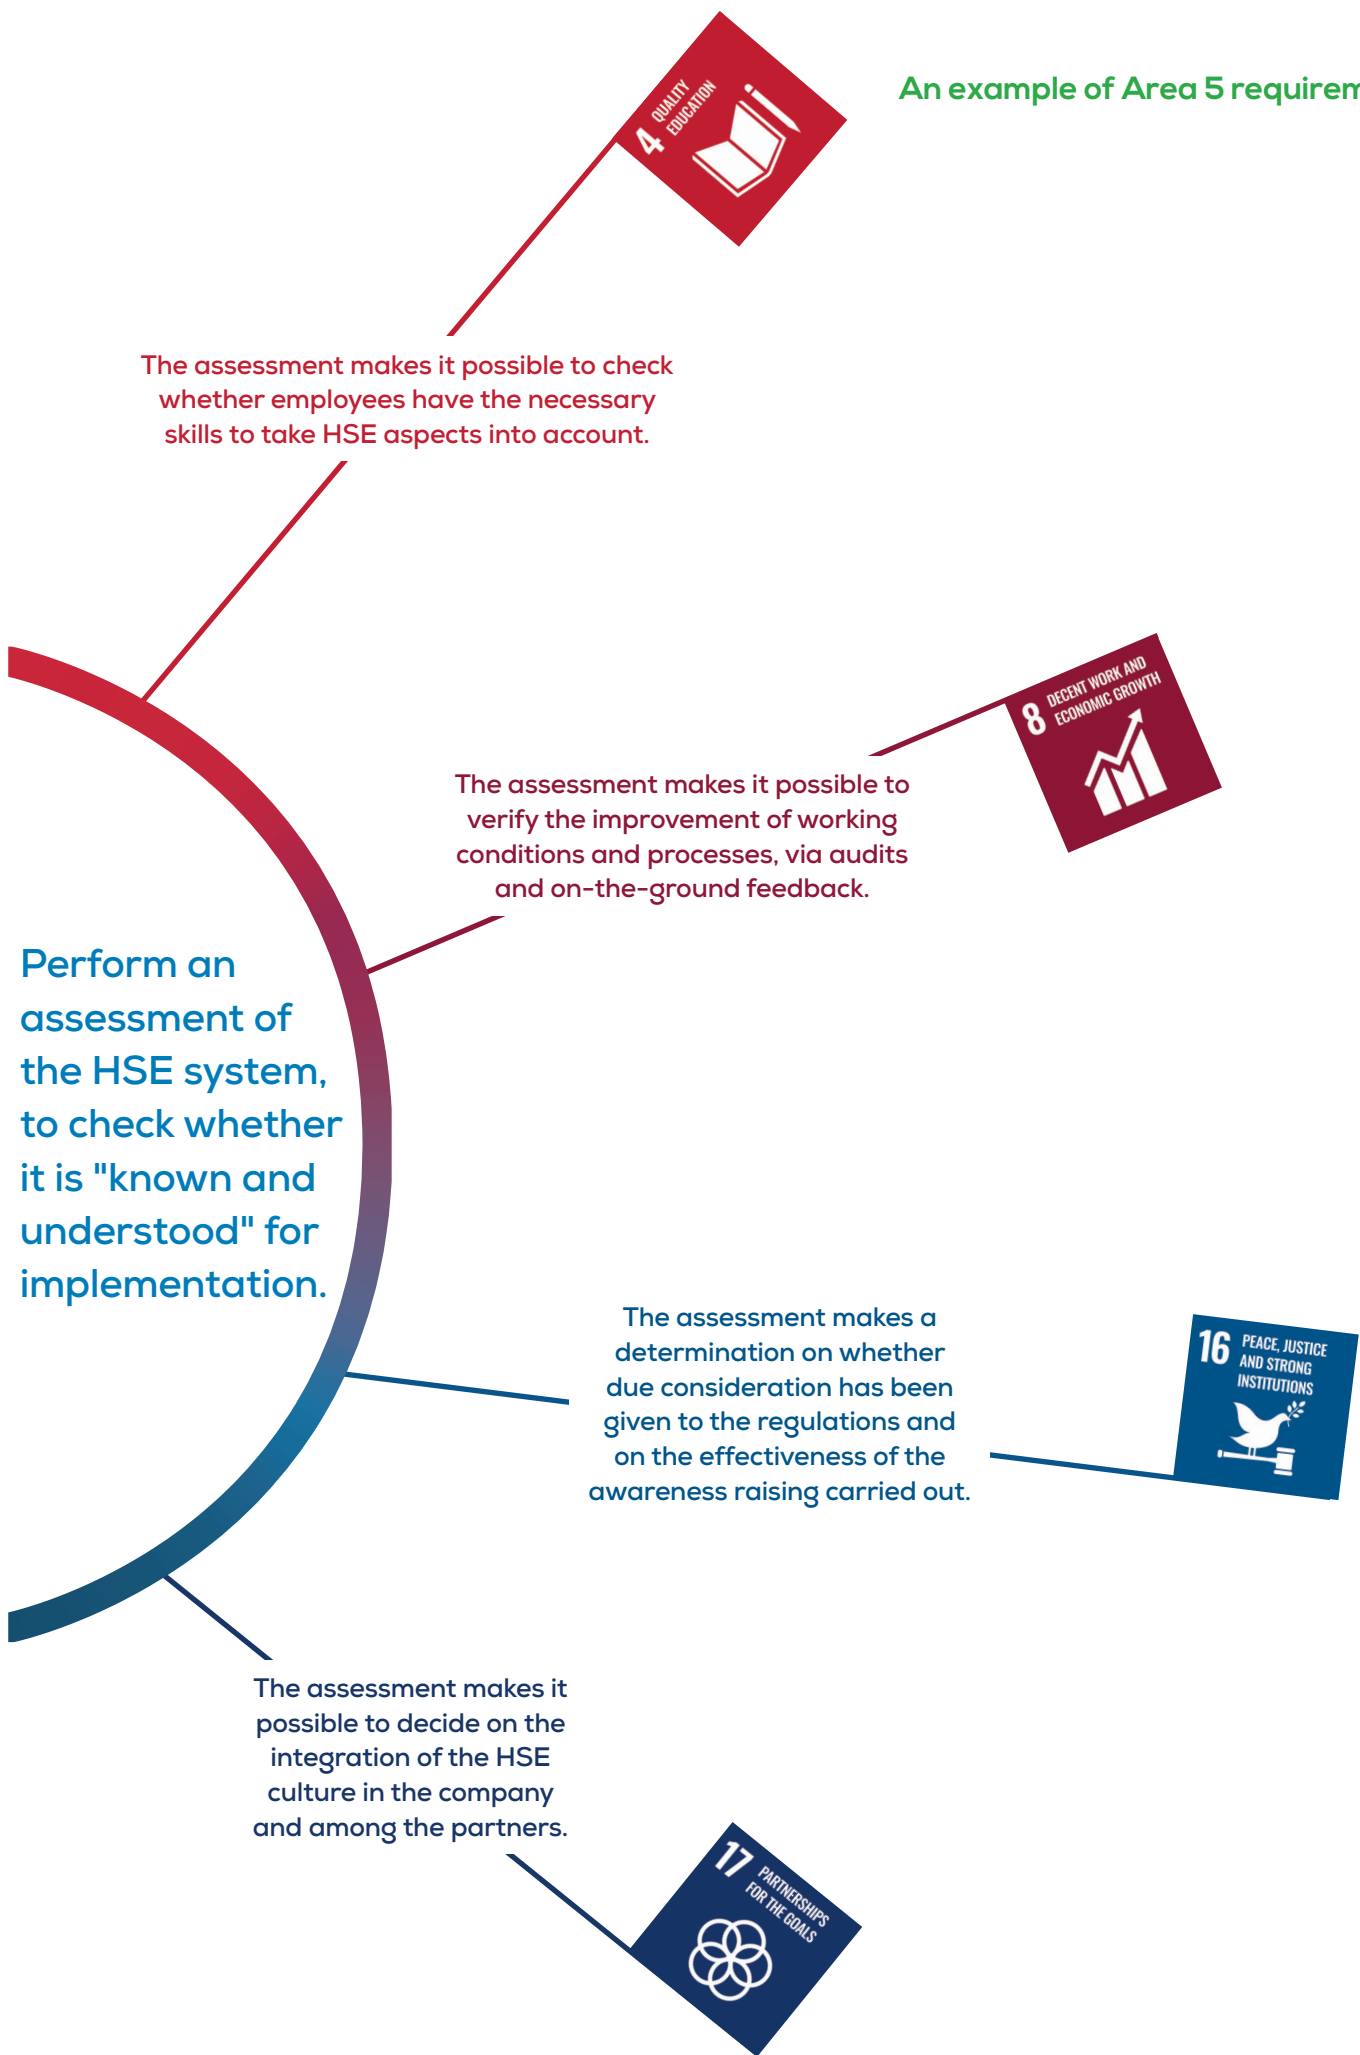 An example of Area 5
4 QUALITY
EDUCATION
The assessment makes it possible to check
whether employees have the necessary
skills to take HSE aspects into account.
8 DECENT WORK AND
ECONOMIC GROWTH
The assessment makes it possible to
verify the improvement of working
conditions and processes, via audits
and on-the-ground feedback.
Perform an
assessment of
the HSE system,
to check whether
it is "known and
understood" for
implementation.
The assessment makes a
determination on whether
due consideration has been
given to the regulations and
on the effectiveness of the
awareness raising carried out.
16 PEACE, JUSTICE
AND STRONG
INSTITUTIONS
The assessment makes it
possible to decide on the
integration of the HSE
culture in the company
and among the partners.
17 PARTNERSHIPS
FOR THE GOALS